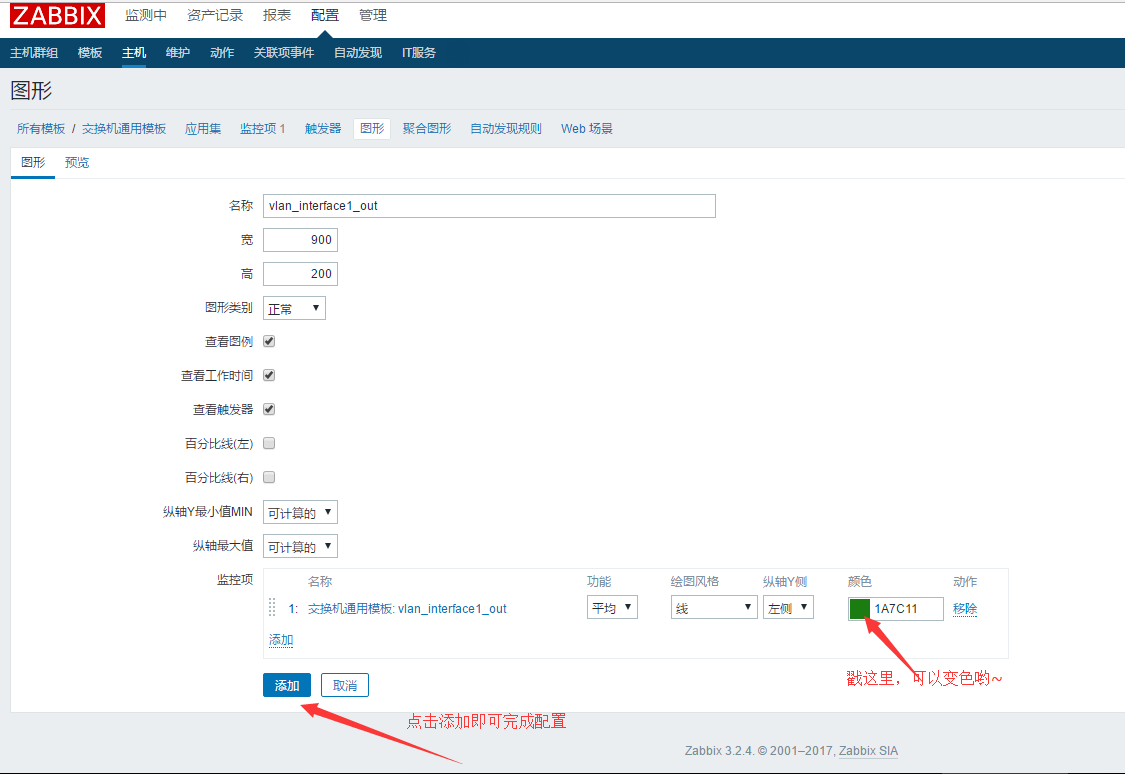 ZABBIX 监测中 资产记录 报表 配置 管理
主机群组 模板 主机 维护 动作 关联项事件 自动发现 IT服务
图形
所有模板 / 交换机通用模板 应用集 监控项 1 触发器 图形 聚合图形 自动发现规则 Web 场景
图形 预览
名称 vlan_interface1_out
宽 900
高 200
图形类别 正常
查看图例
查看工作时间
查看触发器
百分比线(左)
百分比线(右)
纵轴Y最小值MIN 可计算的
纵轴最大值 可计算的
监控项 名称 功能 绘图风格 纵轴Y侧 颜色 动作
1: 交换机通用模板: vlan_interface1_out 平均 线 左侧 1A7C11 移除
添加
添加 取消
戳这里，可以变色哟~
点击添加即可完成配置
Zabbix 3.2.4. © 2001–2017, Zabbix SIA